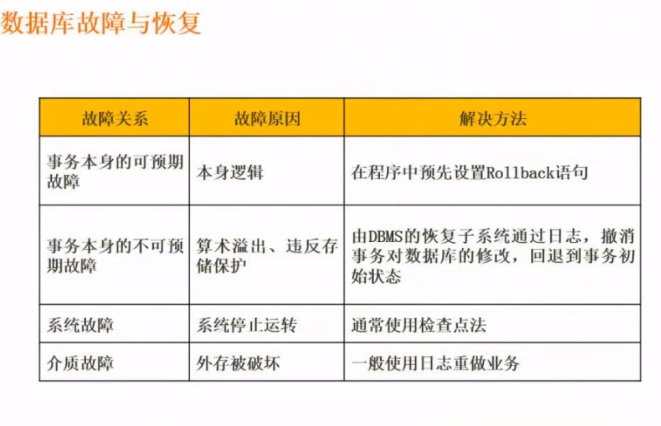 数据库故障与恢复
故障关系 故障原因 解决方法
事务本身的可预期
故障
本身逻辑
在程序中预先设置Rollback语句
事务本身的不可预
期故障
算术溢出、违反存
储保护
由DBMS的恢复子系统通过日志，撤消
事务对数据库的修改，回退到事务初
始状态
系统故障 系统停止运转 通常使用检查点法
介质故障 外存被破坏 一般使用日志重做业务